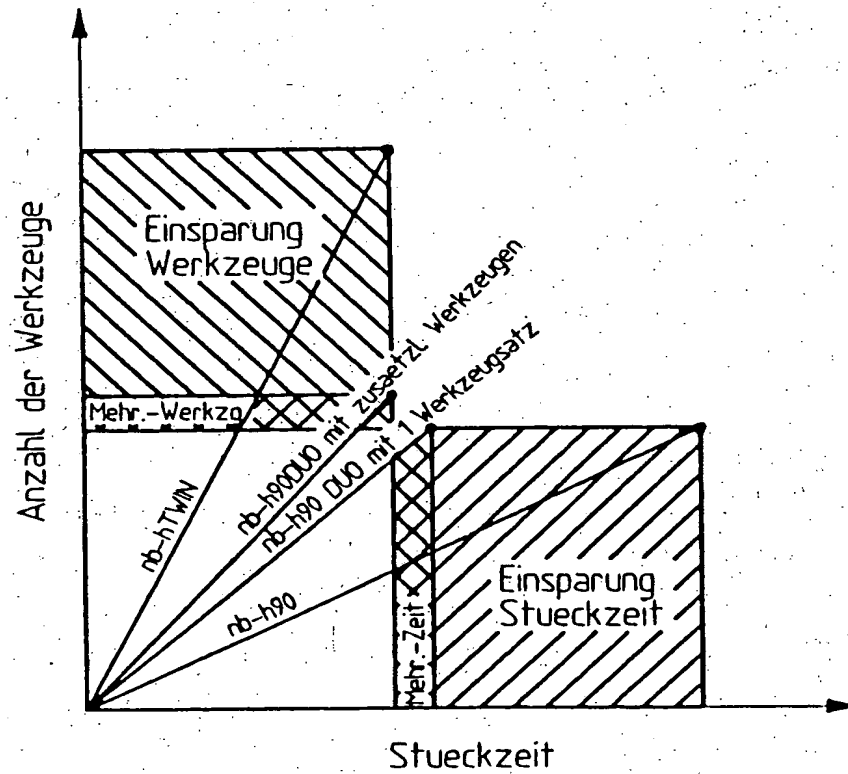 Anzahl der Werkzeuge
Einsparung
Werkzeuge
Mehr.-Werkzg
nb-hTWIN
nb-h90DUO mit zusaetzl. Werkzeugen
nb-h90 DUO mit 1 Werkzeugsatz
nb-h90
Mehr.-Zeit
Einsparung
Stueckzeit
Stueckzeit